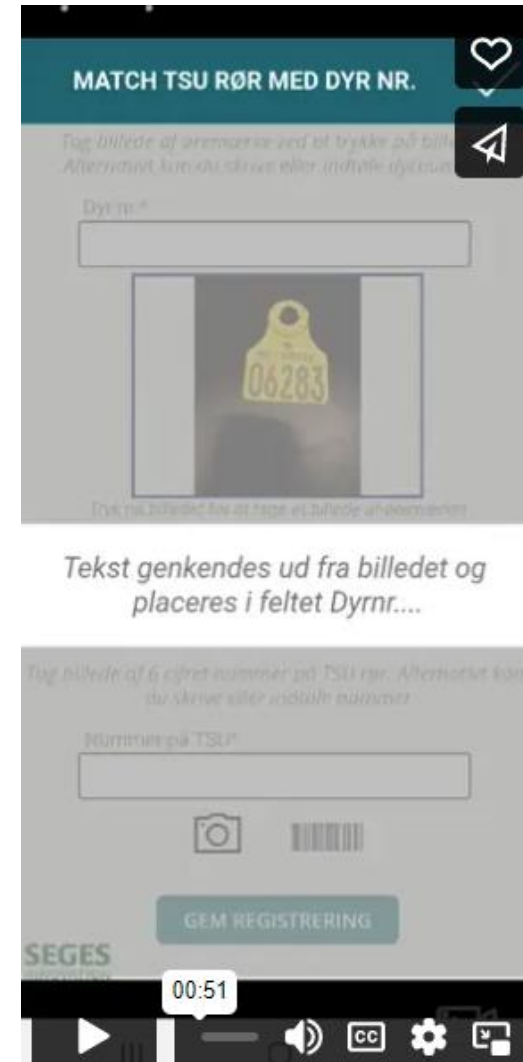 MATCH TSU RØR MED DYR NR.
Tag billede af øremærke ved at trykke på
Alternativt kan du skrive eller indtale
Dyr nr.*
06283
Tryk på billedet for at tage et billede af øremærket
Tekst genkendes ud fra billedet og
placeres i feltet Dyrnr....
Tag billede af 6 cifret nummer på TSU rør. Alternativt kan
du skrive eller indtale nummer
Nummer på TSU*
GEM REGISTRERING
SEGES
00:51
CC